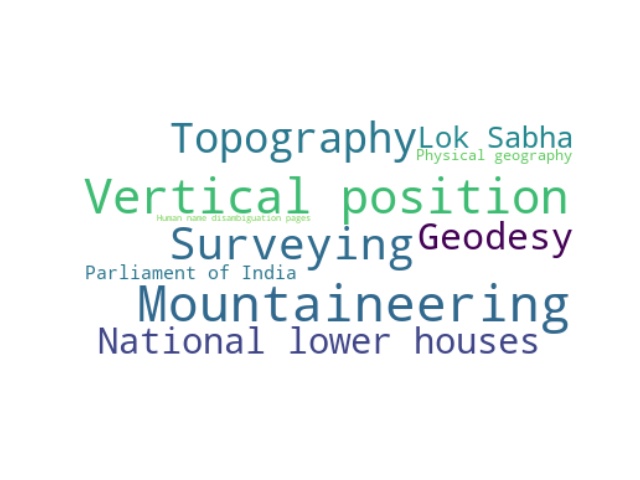 Topography
Lok Sabha
Physical geography
Vertical position
Human name disambiguation pages
Surveying
Geodesy
Parliament of India
Mountaineering
National lower houses